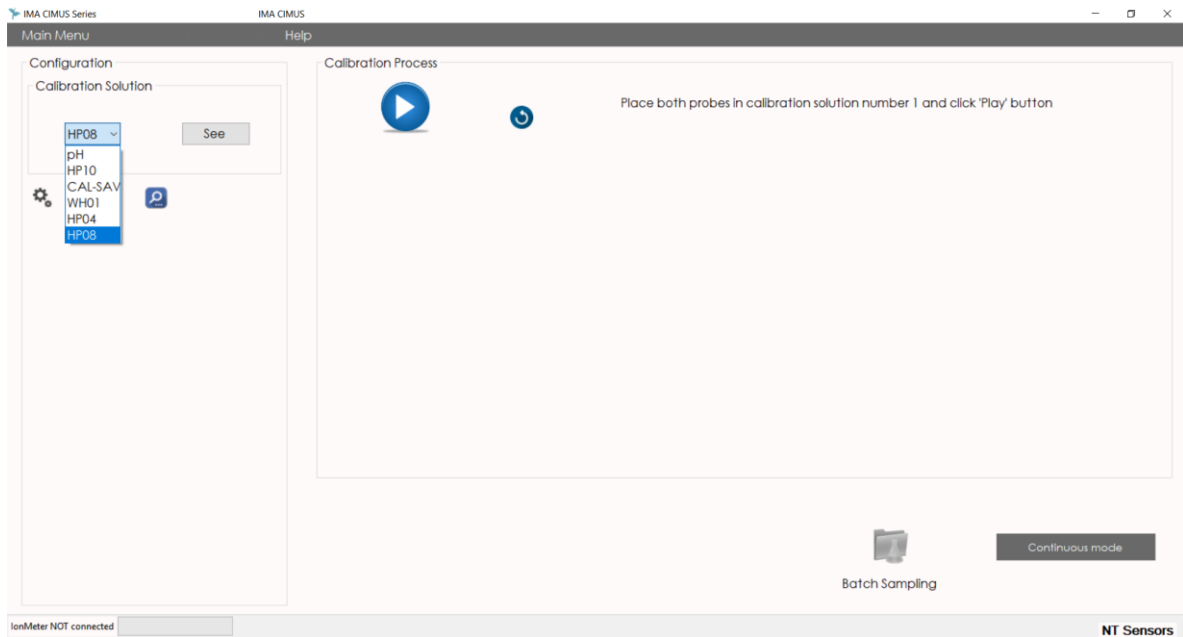 IMA CIMUS Series
IMA CIMUS
Main Menu
Help
Configuration
Calibration Solution
HP08
See
pH
HP10
CAL-SAV
WH01
HP04
HP08
Calibration Process
Place both probes in calibration solution number 1 and click 'Play' button
Batch Sampling
Continuous mode
IonMeter NOT connected
NT Sensors